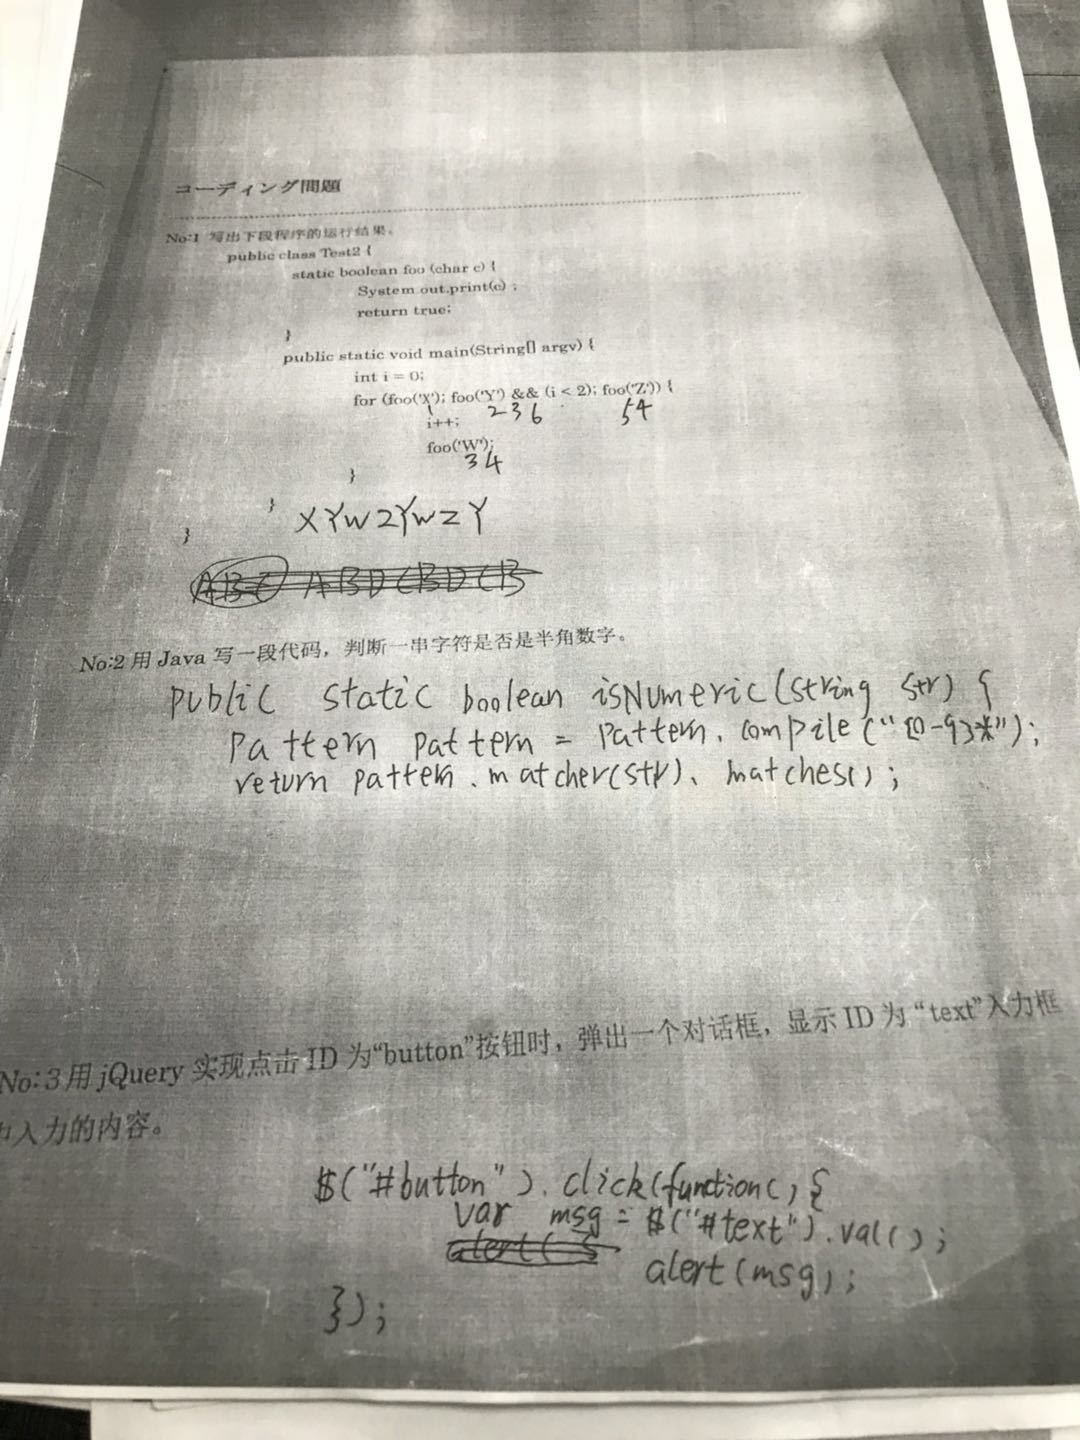 コーディング問題
No:1 写出下段程序的运行结果。
public class Test2 {
static boolean foo (char c) {
System.out.print(c) ;
return true;
}
public static void main(String[] argv) {
int i = 0;
for (foo('X'); foo('Y') && (i < 2); foo('Z')) {
1 236 54
i++;
foo('W');
34
}
}
}
XYWZYWZY
No:2 用 Java 写一段代码，判断一串字符是否是半角数字。
public static boolean isNumeric(string str) {
Pattern pattern = pattern. compile ("[0-9]*");
return pattern. matcher(str). matches();
No:3 用 jQuery 实现点击 ID 为“button”按钮时，弹出一个对话框，显示 ID 为 “text”入力框
中入力的内容。
$("#button"). click(function() {
var msg = $("#text"). val();
alert(msg);
});